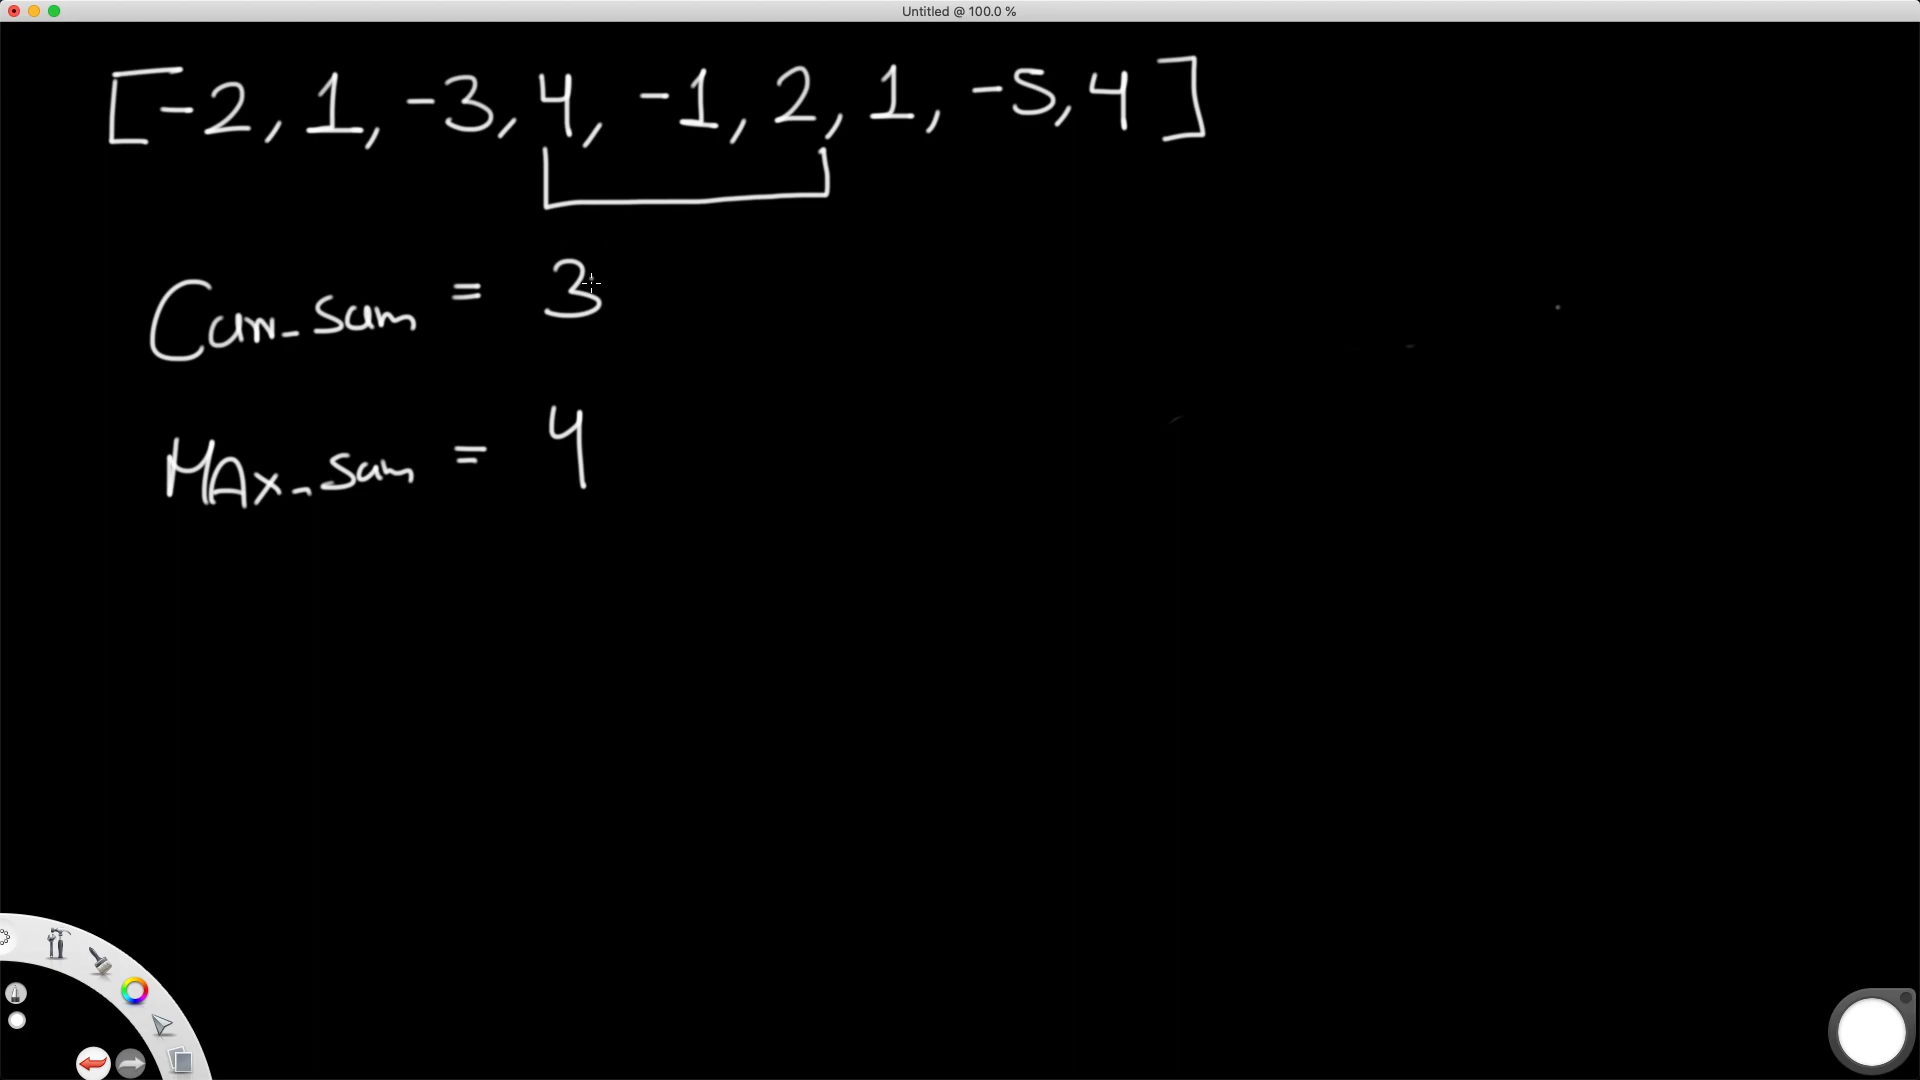 Untitled @ 100.0 %
[-2, 1, -3, 4, -1, 2, 1, -5, 4]
Curr_sum = 3
MAx_sum = 4